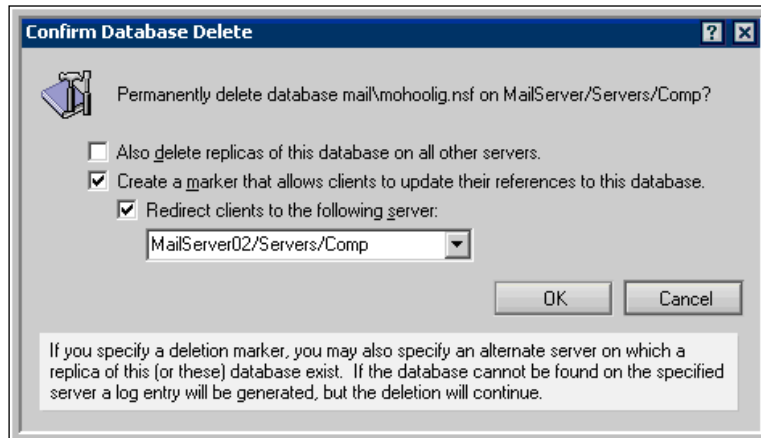 Confirm Database Delete
Permanently delete database mail\mohoolig.nsf on MailServer/Servers/Comp?
Also delete replicas of this database on all other servers.
Create a marker that allows clients to update their references to this database.
Redirect clients to the following server:
MailServer02/Servers/Comp
OK
Cancel
If you specify a deletion marker, you may also specify an alternate server on which a
replica of this (or these) database exist. If the database cannot be found on the specified
server a log entry will be generated, but the deletion will continue.